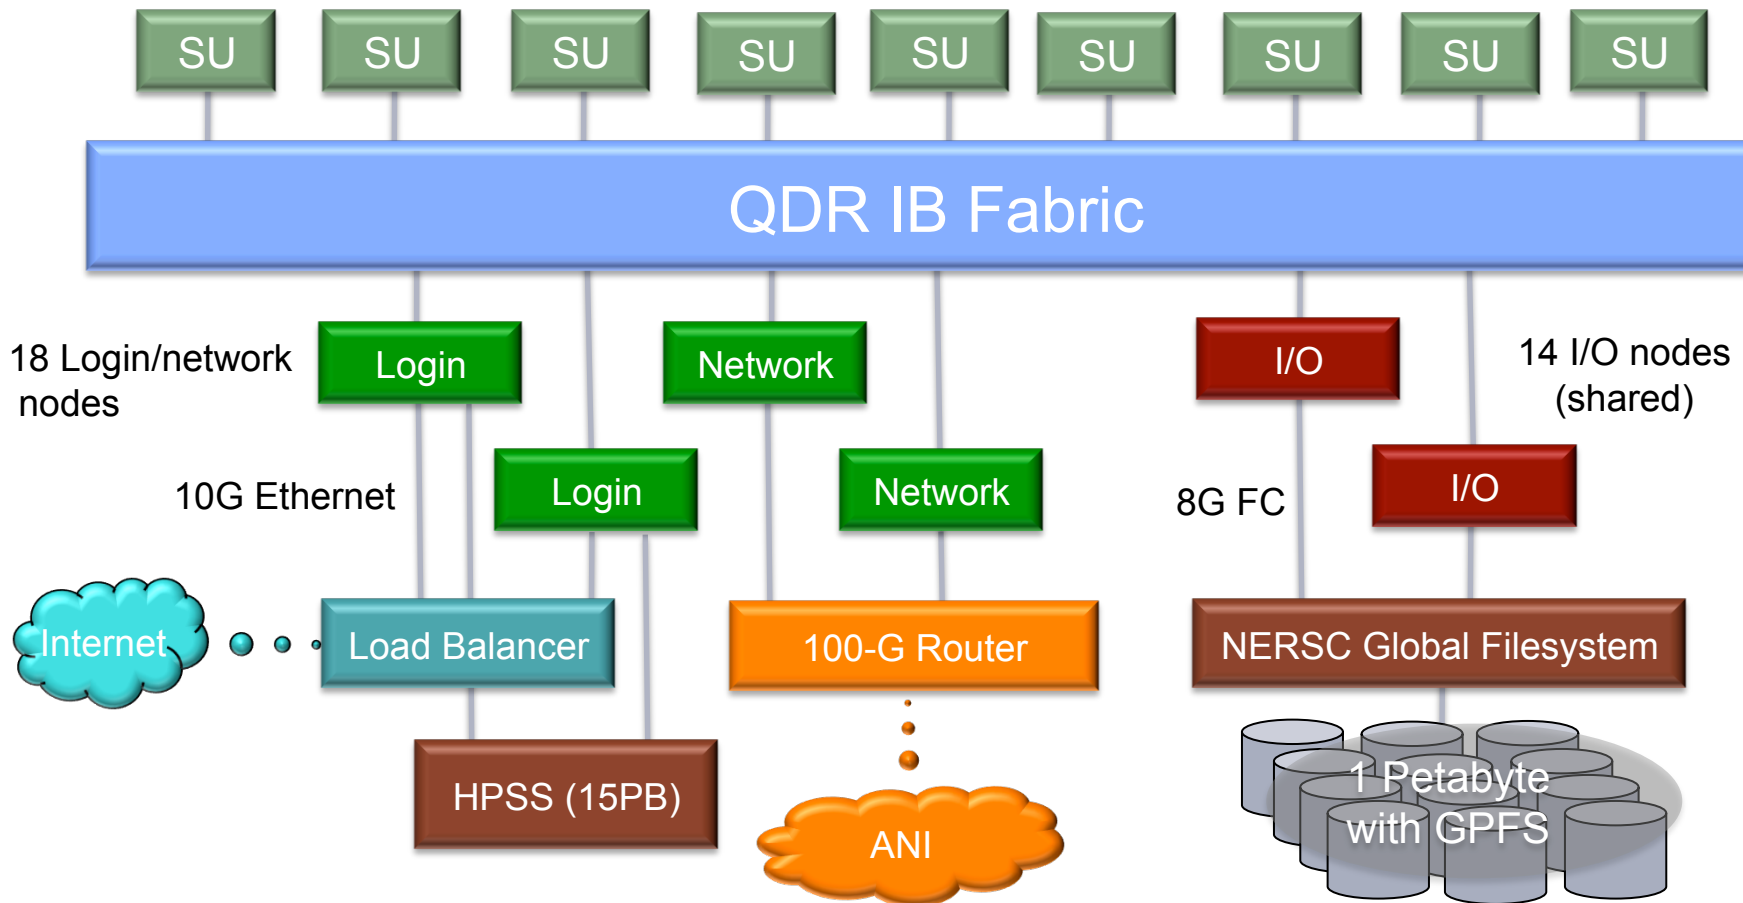 SU SU SU SU SU SU SU SU SU
QDR IB Fabric
18 Login/network
nodes
Login
Network
I/O
14 I/O nodes
(shared)
10G Ethernet
Login
Network
8G FC
I/O
Internet
Load Balancer
100-G Router
NERSC Global Filesystem
HPSS (15PB)
ANI
1 Petabyte
with GPFS